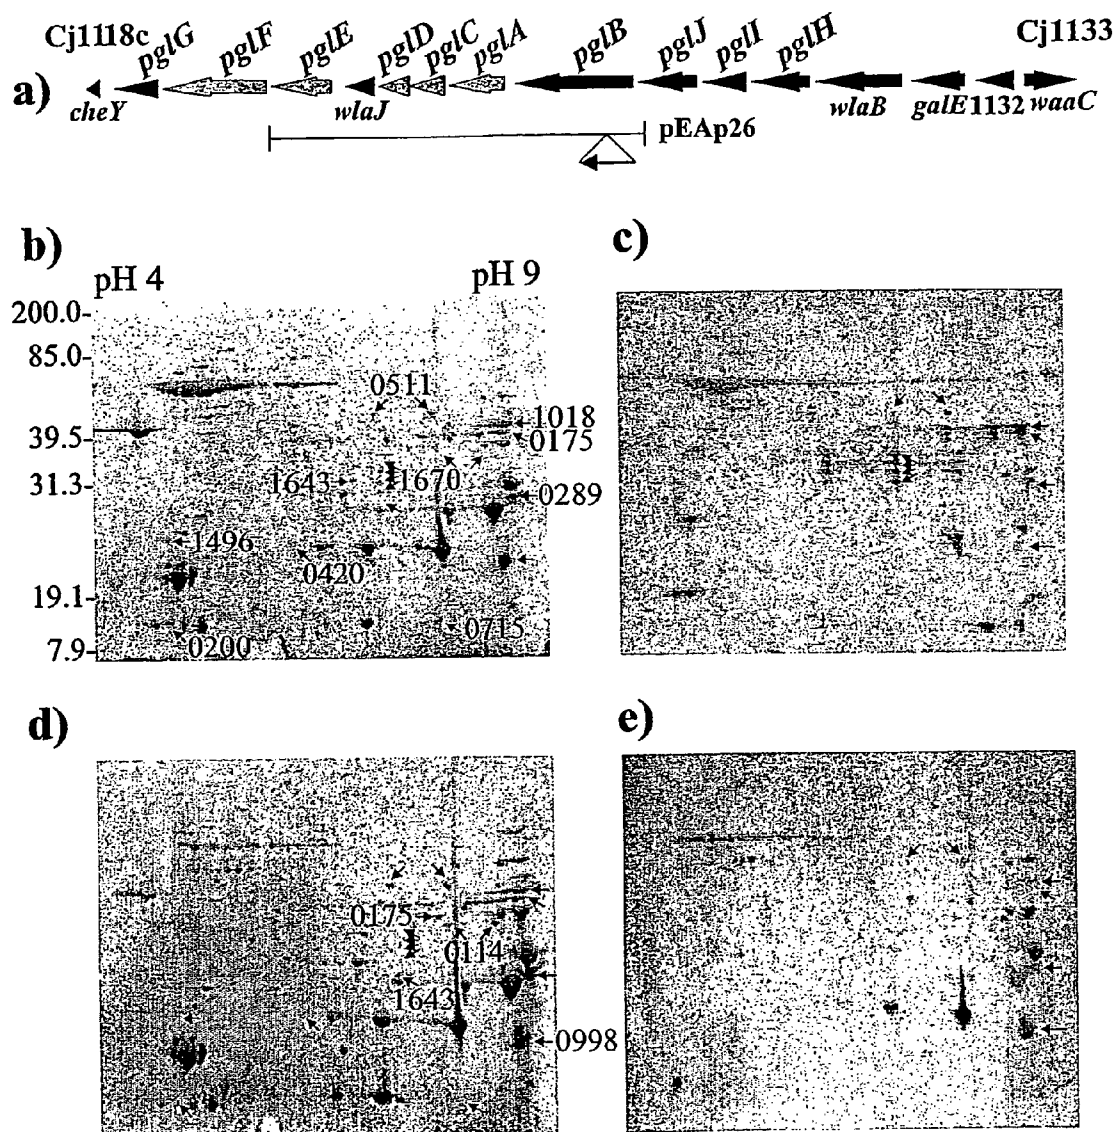 a)
Cj1118c pglG pglF pglE pglD pglC pglA pglB pglJ pglI pglH Cj1133
cheY wlaJ wlaB galE 1132 waaC
pEAp26
b)
pH 4 pH 9
200.0-
85.0-
39.5-
31.3-
19.1-
7.9-
0511
1018
0175
1643
1670
0289
1496
0420
0200
0715
c)
d)
0175
0114
1643
0998
e)